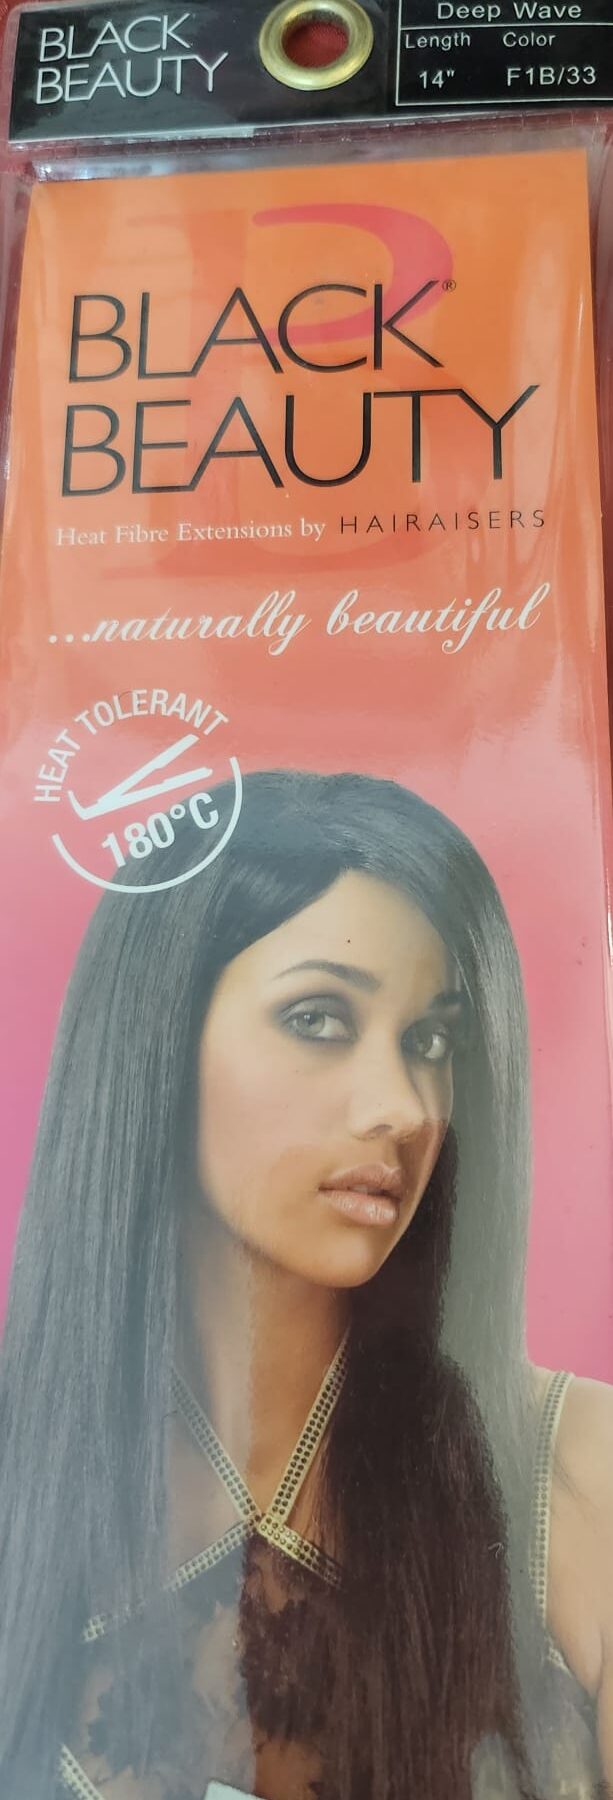 BLACK
BEAUTY
Deep Wave
Length Color
14" F1B/33
BLACK®
BEAUTY
Heat Fibre Extensions by HAIRAISERS
...naturally beautiful
HEAT TOLERANT
180°C